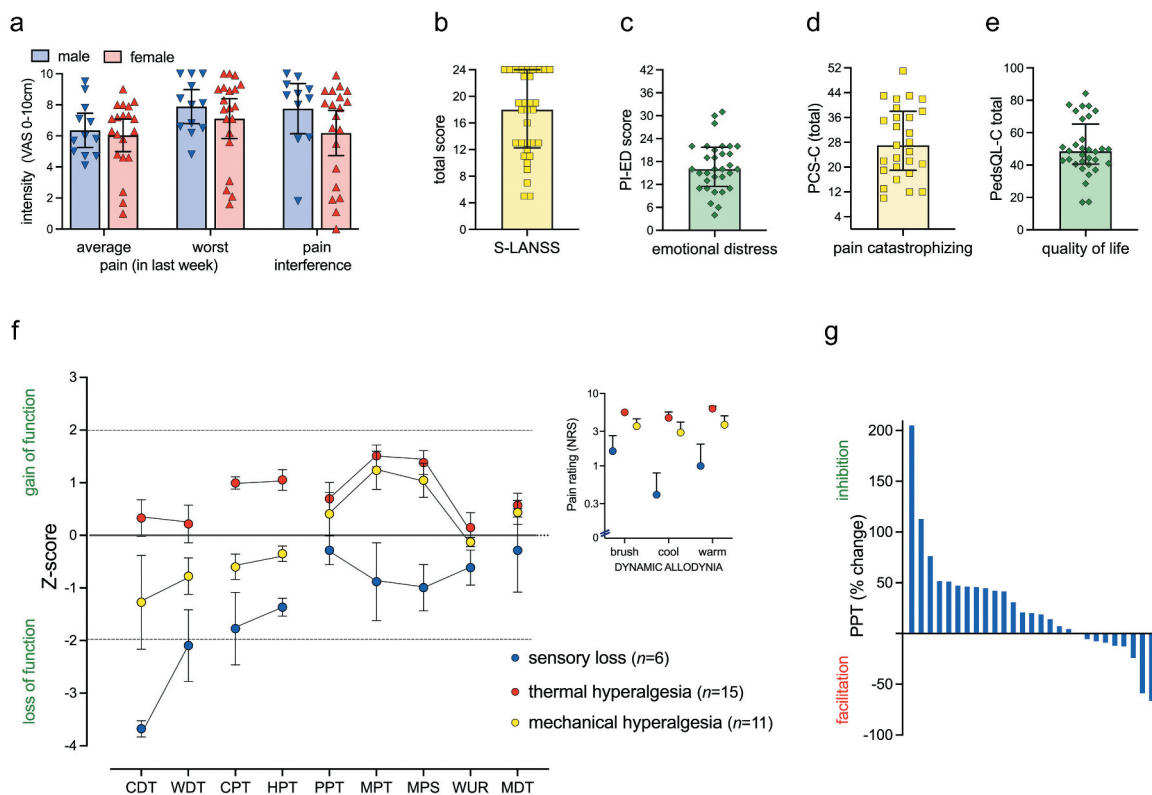 a
male
female
intensity (VAS 0-10cm)
10
8
6
4
2
0
average
worst
pain
pain (in last week)
interference
b
total score
24
20
16
12
8
4
0
S-LANSS
c
PI-ED score
42
36
30
24
18
12
6
0
emotional distress
d
PCS-C (total)
52
44
36
28
20
12
4
pain catastrophizing
e
PedsQL-C total
100
80
60
40
20
0
quality of life
f
gain of function
loss of function
Z-score
3
2
1
0
-1
-2
-3
-4
CDT WDT CPT HPT PPT MPT MPS WUR MDT
Pain rating (NRS)
10
3
1
0.3
0
brush cool warm
DYNAMIC ALLODYNIA
sensory loss (n=6)
thermal hyperalgesia (n=15)
mechanical hyperalgesia (n=11)
g
inhibition
facilitation
PPT (% change)
200
150
100
50
0
-50
-100